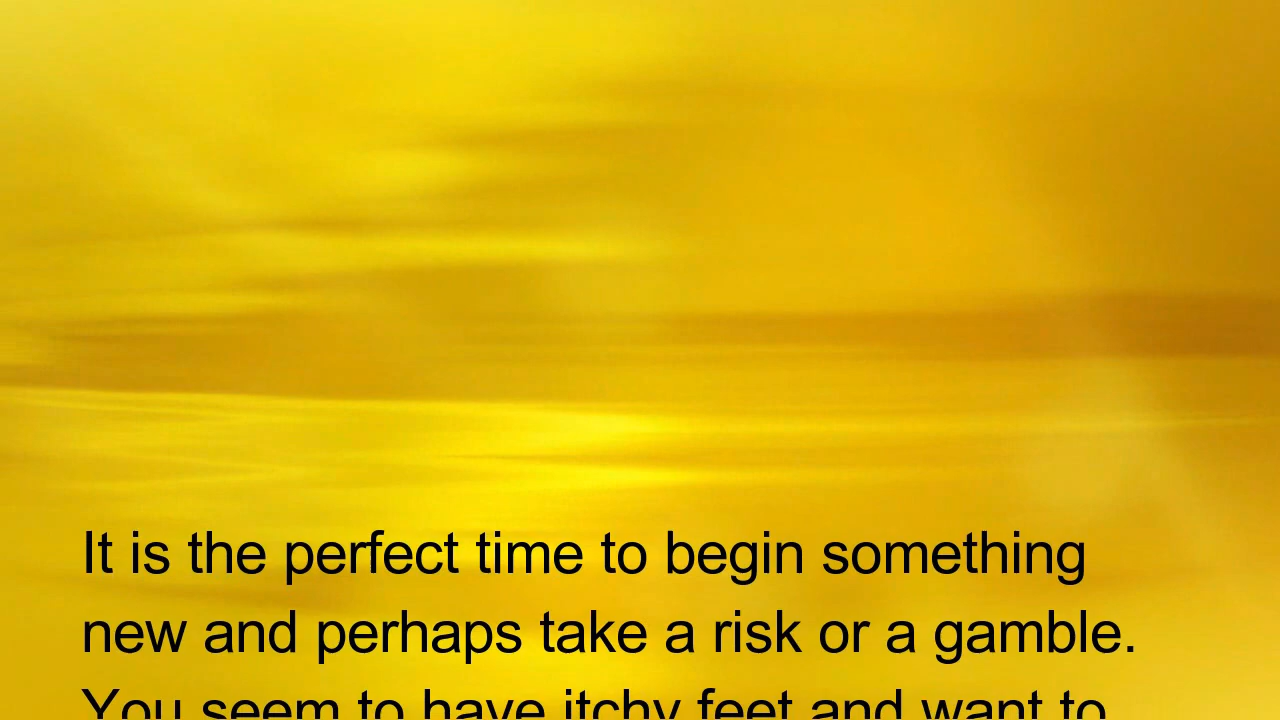 It is the perfect time to begin something
new and perhaps take a risk or a gamble.
You seem to have itchy feet and want to